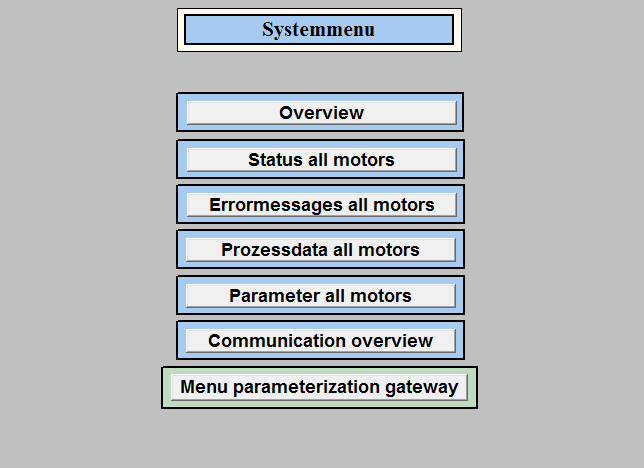 Systemmenu
Overview
Status all motors
Errormessages all motors
Prozessdata all motors
Parameter all motors
Communication overview
Menu parameterization gateway